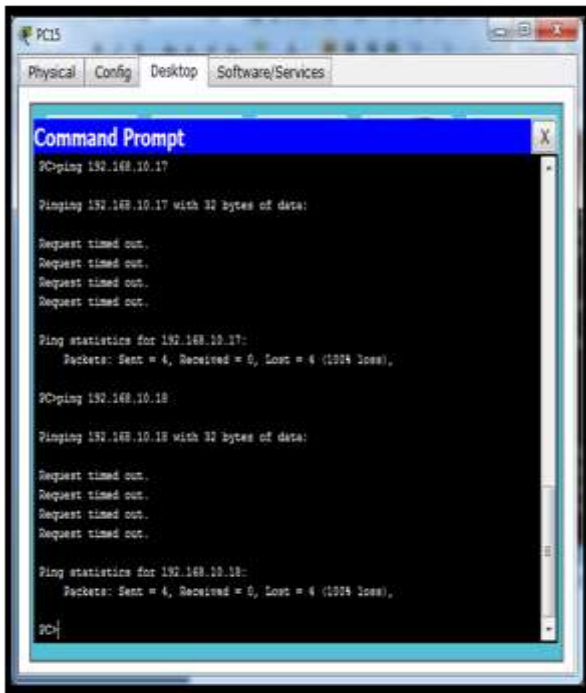 PC15
Physical Config Desktop Software/Services
Command Prompt X
PC>ping 192.168.10.17
Pinging 192.168.10.17 with 32 bytes of data:
Request timed out.
Request timed out.
Request timed out.
Request timed out.
Ping statistics for 192.168.10.17:
Packets: Sent = 4, Received = 0, Lost = 4 (100% loss),
PC>ping 192.168.10.18
Pinging 192.168.10.18 with 32 bytes of data:
Request timed out.
Request timed out.
Request timed out.
Request timed out.
Ping statistics for 192.168.10.18:
Packets: Sent = 4, Received = 0, Lost = 4 (100% loss),
PC>